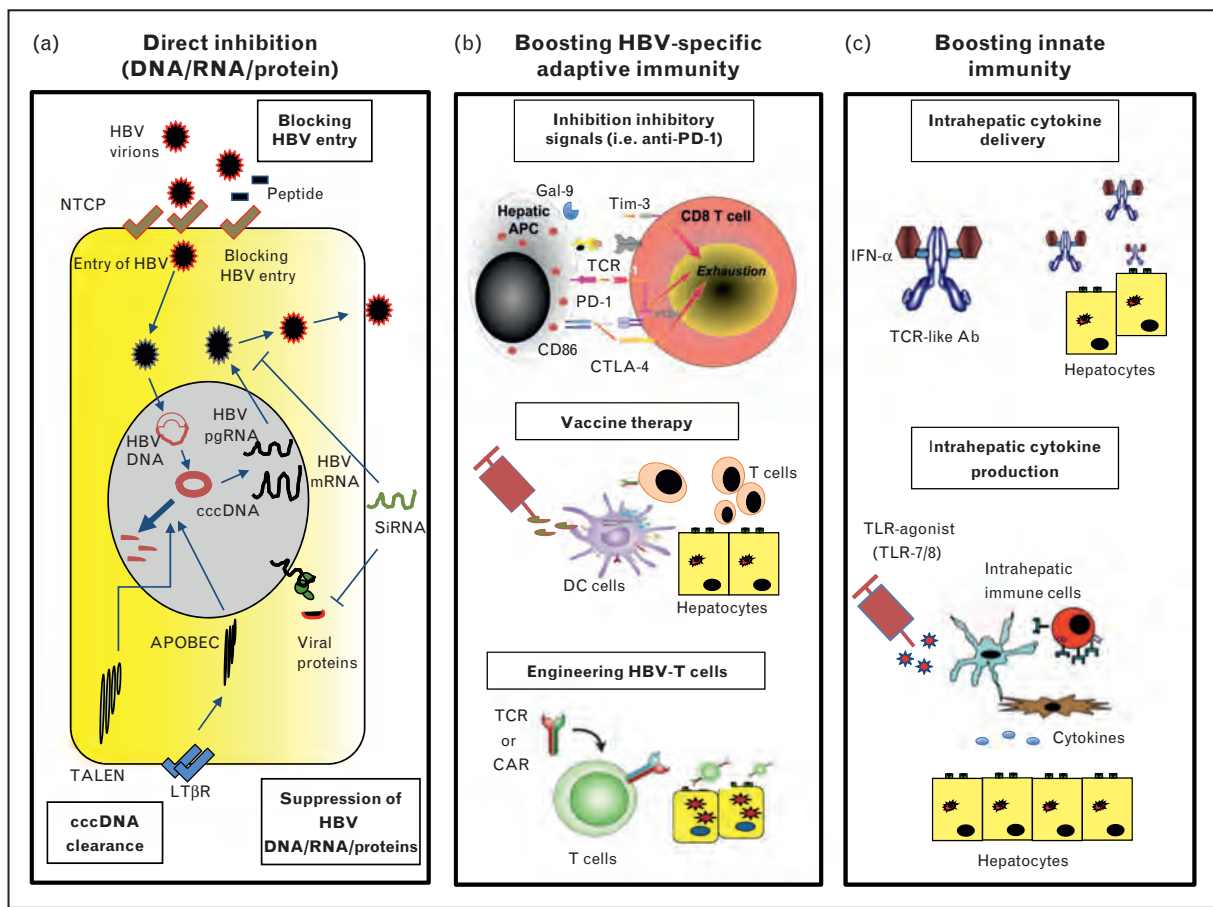 (a)
Direct inhibition
(DNA/RNA/protein)
Blocking
HBV entry
HBV
virions
Peptide
NTCP
Entry of HBV
Blocking
HBV entry
HBV
pgRNA
HBV
DNA
HBV
mRNA
cccDNA
SiRNA
APOBEC
Viral
proteins
TALEN
LTβR
cccDNA
clearance
Suppression of
HBV
DNA/RNA/proteins
(b)
Boosting HBV-specific
adaptive immunity
Inhibition inhibitory
signals (i.e. anti-PD-1)
Gal-9
Tim-3
Hepatic
APC
CD8 T cell
TCR
Exhaustion
PD-1
CD86
CTLA-4
Vaccine therapy
T cells
DC cells
Hepatocytes
Engineering HBV-T cells
TCR
or
CAR
T cells
(c)
Boosting innate
immunity
Intrahepatic cytokine
delivery
IFN-α
TCR-like Ab
Hepatocytes
Intrahepatic cytokine
production
TLR-agonist
(TLR-7/8)
Intrahepatic
immune cells
Cytokines
Hepatocytes